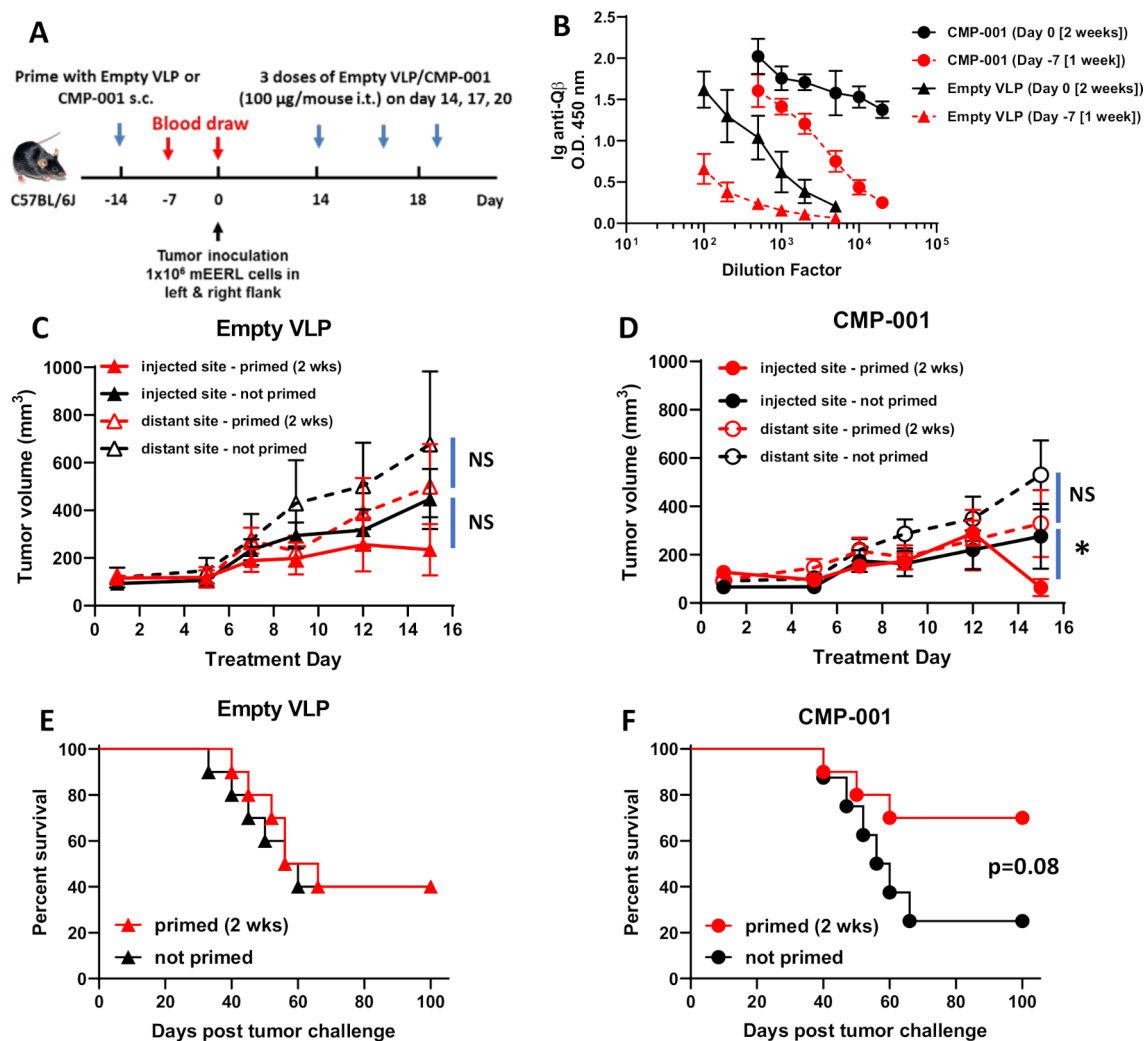 A
Prime with Empty VLP or
CMP-001 s.c.
3 doses of Empty VLP/CMP-001
(100 µg/mouse i.t.) on day 14, 17, 20
Blood draw
C57BL/6J
-14
-7
0
14
18
Day
Tumor inoculation
1x10⁶ mEERL cells in
left & right flank
B
Ig anti-Qβ
O.D. 450 nm
2.5
2.0
1.5
1.0
0.5
0.0
10¹
10²
10³
10⁴
10⁵
Dilution Factor
CMP-001 (Day 0 [2 weeks])
CMP-001 (Day -7 [1 week])
Empty VLP (Day 0 [2 weeks])
Empty VLP (Day -7 [1 week])
C
Empty VLP
injected site - primed (2 wks)
injected site - not primed
distant site - primed (2 wks)
distant site - not primed
Tumor volume (mm³)
1000
800
600
400
200
0
0 2 4 6 8 10 12 14 16
Treatment Day
NS
NS
D
CMP-001
injected site - primed (2 wks)
injected site - not primed
distant site - primed (2 wks)
distant site - not primed
Tumor volume (mm³)
1000
800
600
400
200
0
0 2 4 6 8 10 12 14 16
Treatment Day
NS
*
E
Empty VLP
Percent survival
100
80
60
40
20
0
0 20 40 60 80 100
Days post tumor challenge
primed (2 wks)
not primed
F
CMP-001
Percent survival
100
80
60
40
20
0
0 20 40 60 80 100
Days post tumor challenge
p=0.08
primed (2 wks)
not primed